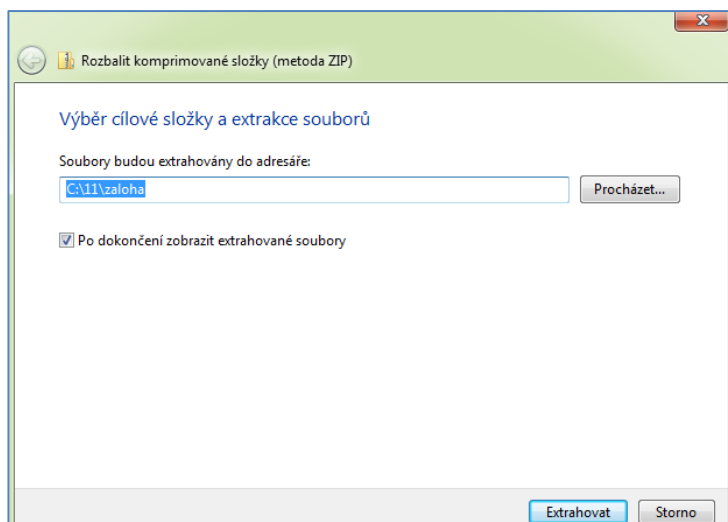 Rozbalit komprimované složky (metoda ZIP)
Výběr cílové složky a extrakce souborů
Soubory budou extrahovány do adresáře:
C:\11\zaloha
Procházet...
Po dokončení zobrazit extrahované soubory
Extrahovat
Storno